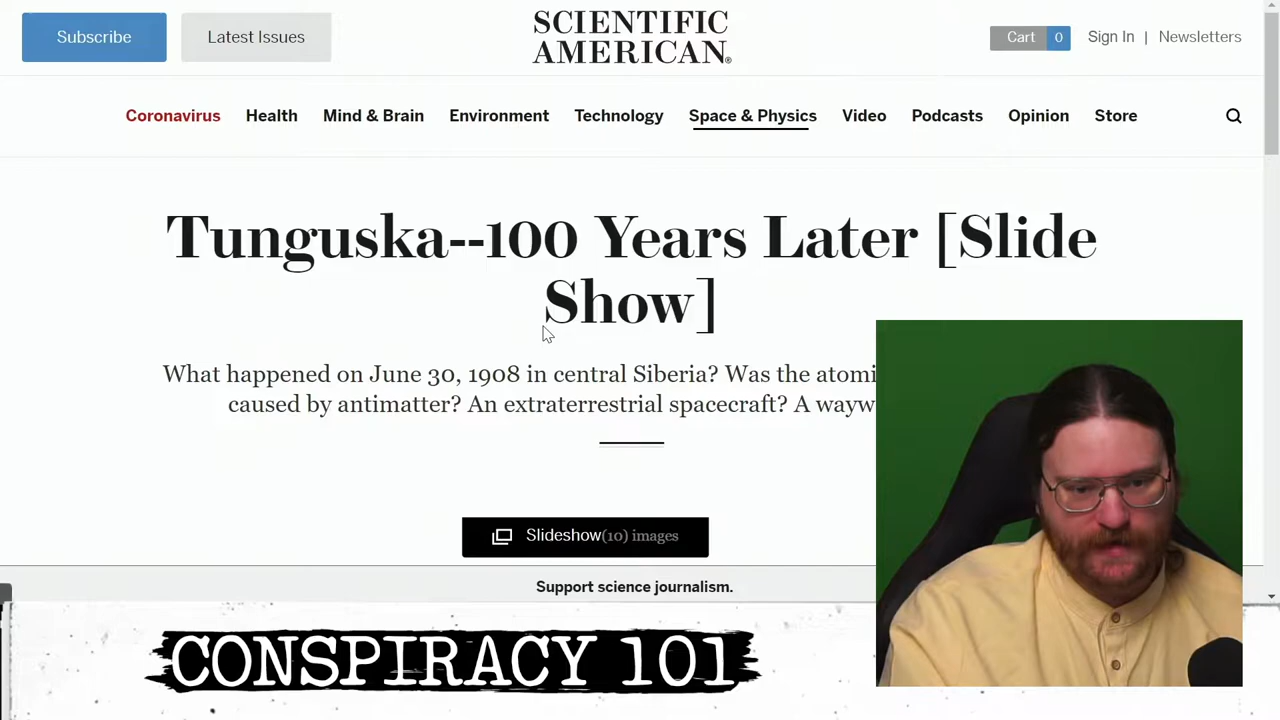 Subscribe
Latest Issues
SCIENTIFIC
AMERICAN®
Cart 0
Sign In | Newsletters
Coronavirus Health Mind & Brain Environment Technology Space & Physics Video Podcasts Opinion Store
Tunguska--100 Years Later [Slide
Show]
What happened on June 30, 1908 in central Siberia? Was the
caused by antimatter? An extraterrestrial spacecraft? A
Slideshow(10) images
Support science journalism.
CONSPIRACY 101